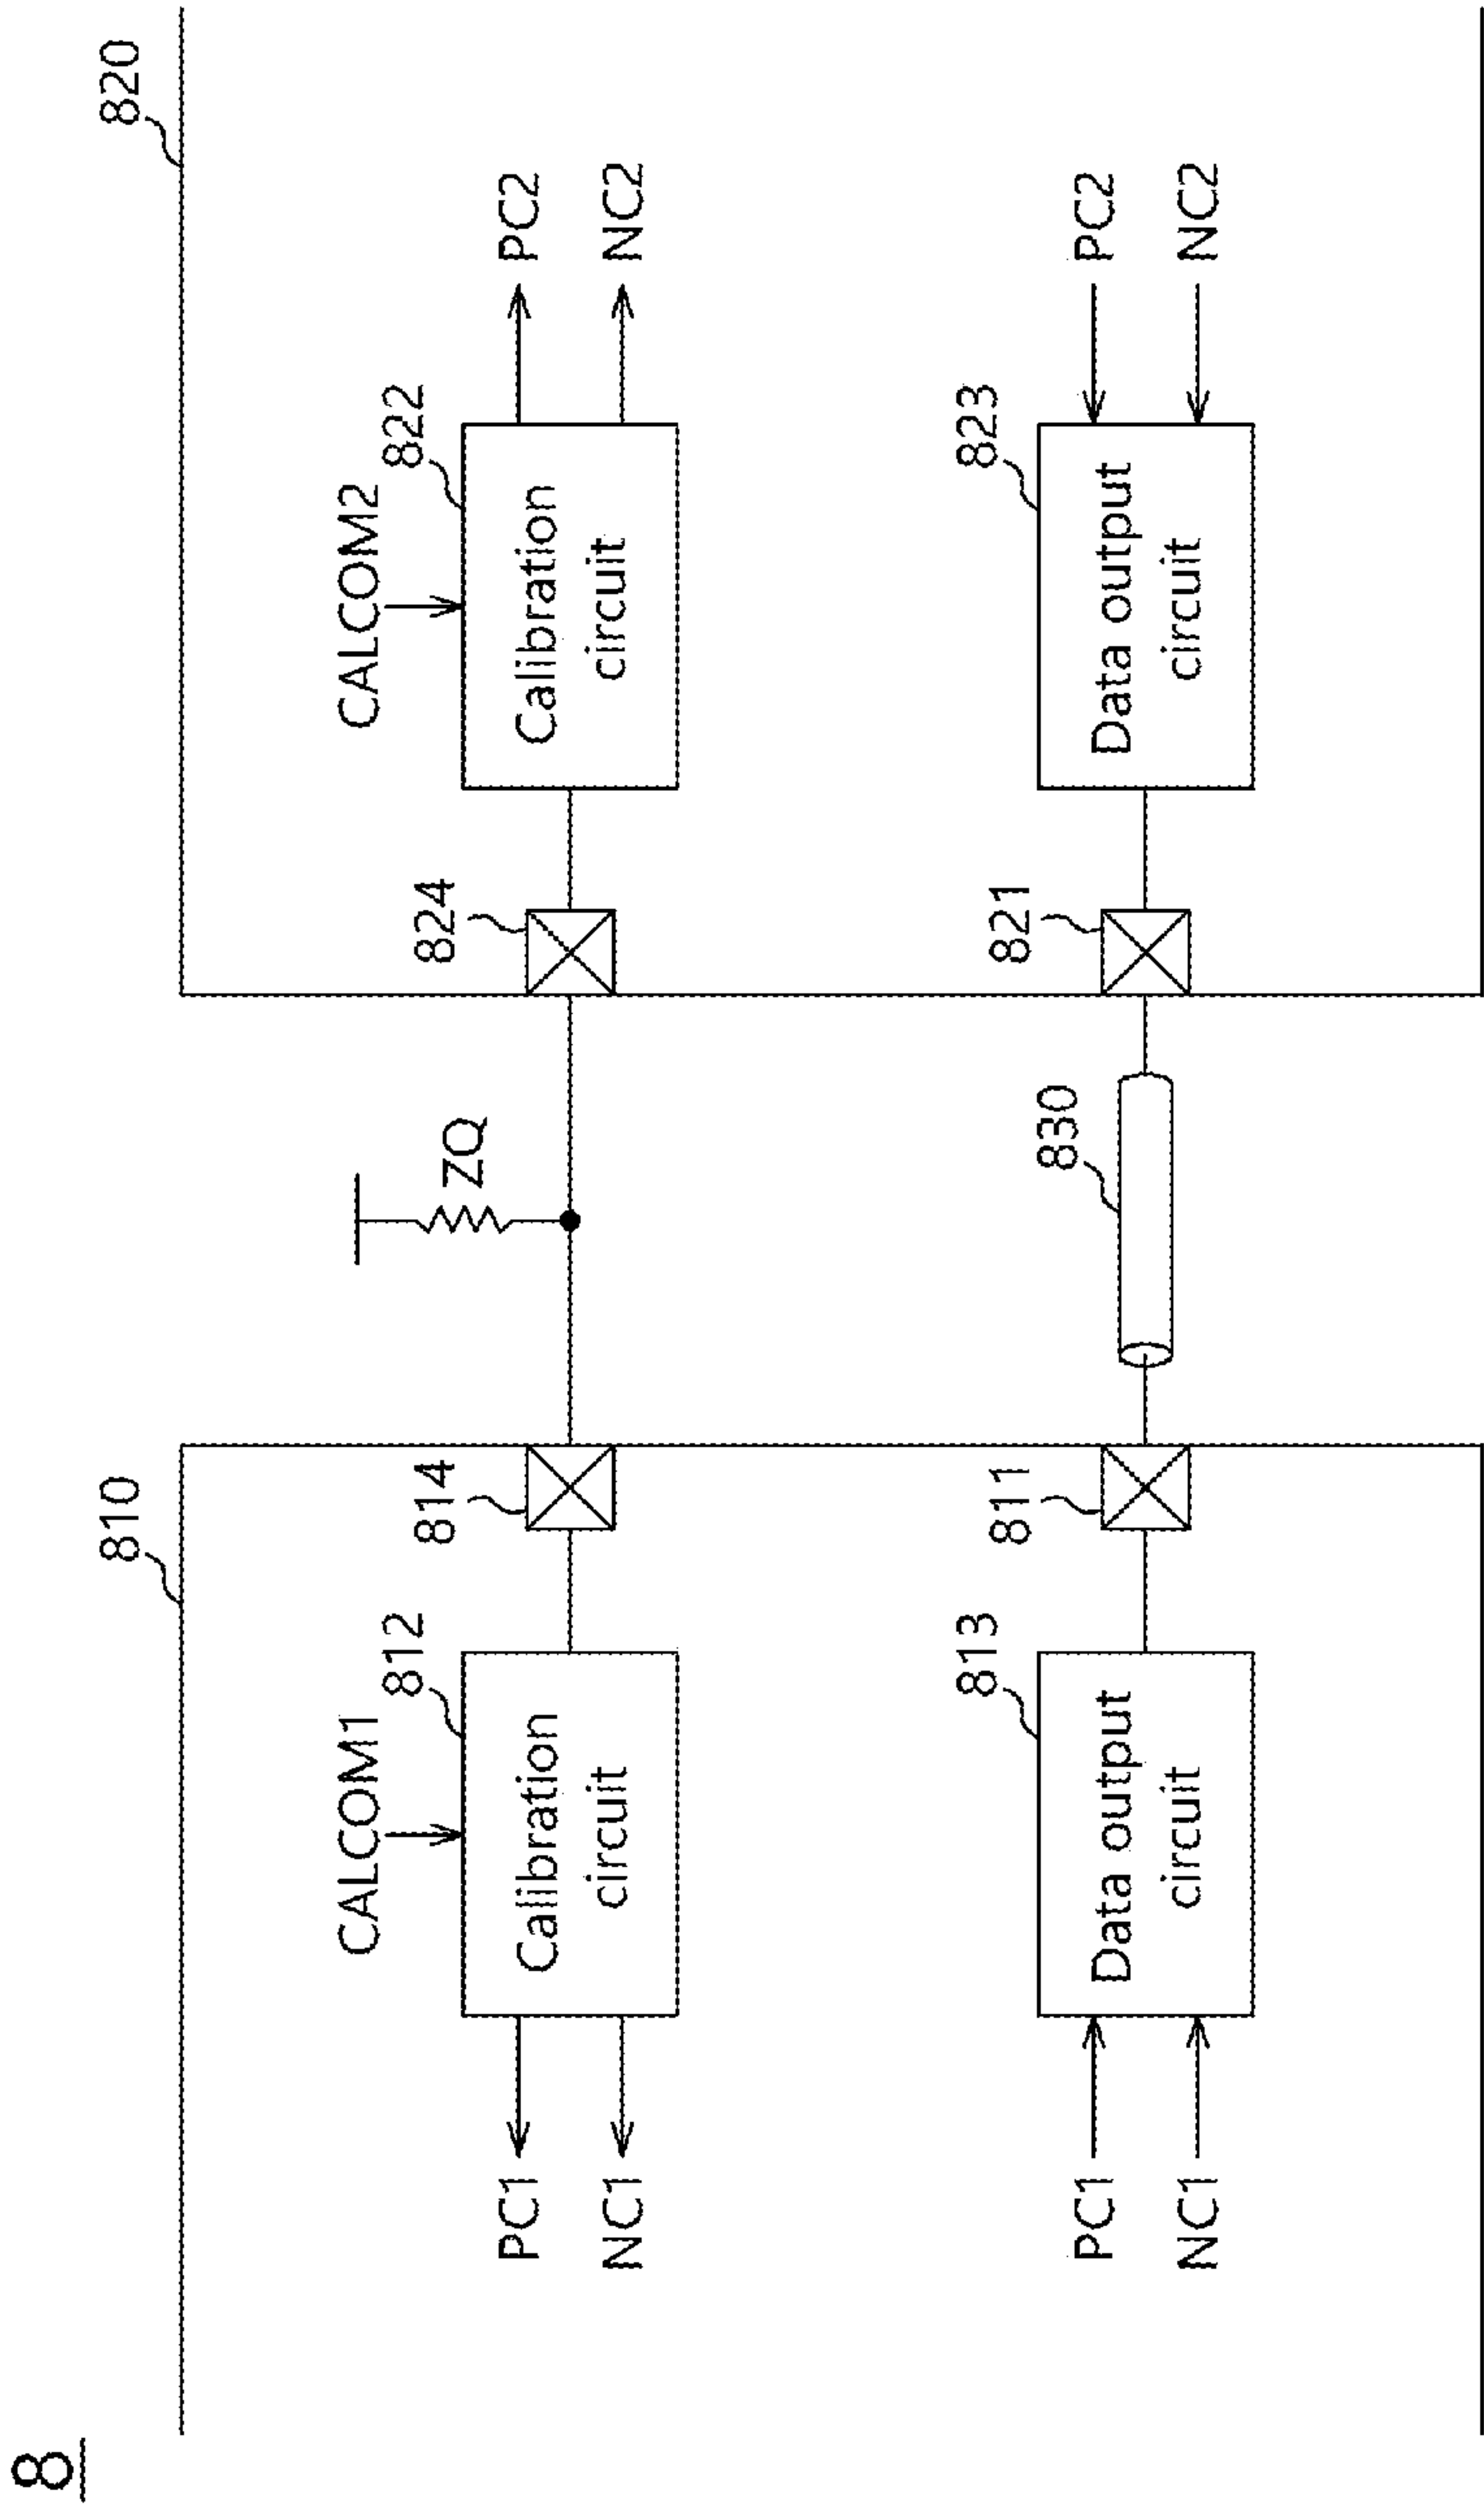 8
810
820
CALCOM1
CALCOM2
812
822
814
824
ZQ
PC1
NC1
Calibration
circuit
Calibration
circuit
PC2
NC2
813
823
811
821
830
PC1
NC1
Data output
circuit
Data output
circuit
PC2
NC2